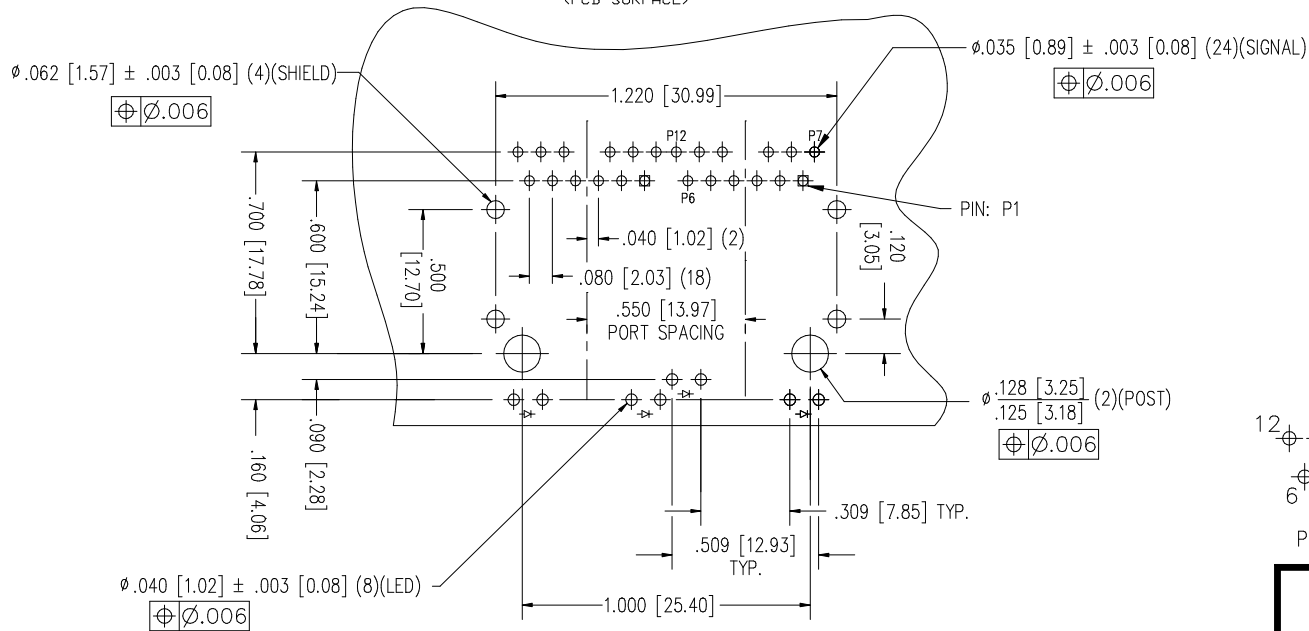 ⌀.035 [0.89] ± .003 [0.08] (24)(SIGNAL)
⌀.006
⌀.062 [1.57] ± .003 [0.08] (4)(SHIELD)
⌀.006
1.220 [30.99]
P12
P7
P6
PIN: P1
.700 [17.78]
.600 [15.24]
.500
[12.70]
.040 [1.02] (2)
.080 [2.03] (18)
.120
[3.05]
.550 [13.97]
PORT SPACING
⌀.128 [3.25]
.125 [3.18]
(2)(POST)
⌀.006
.090 [2.28]
.160 [4.06]
.309 [7.85] TYP.
.509 [12.93]
TYP.
⌀.040 [1.02] ± .003 [0.08] (8)(LED)
⌀.006
1.000 [25.40]
12
6
P